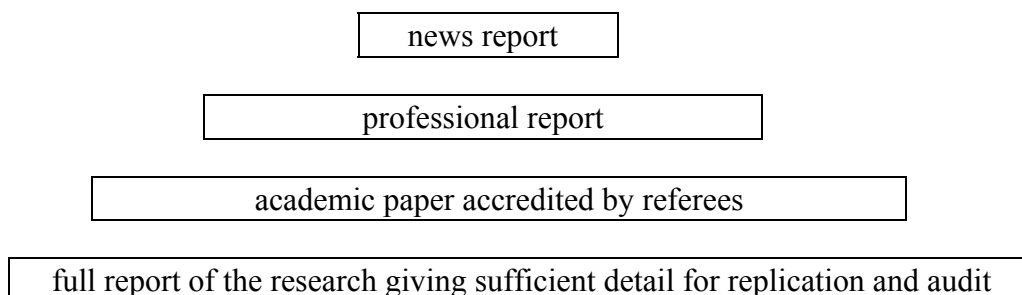 news report
professional report
academic paper accredited by referees
full report of the research giving sufficient detail for replication and audit